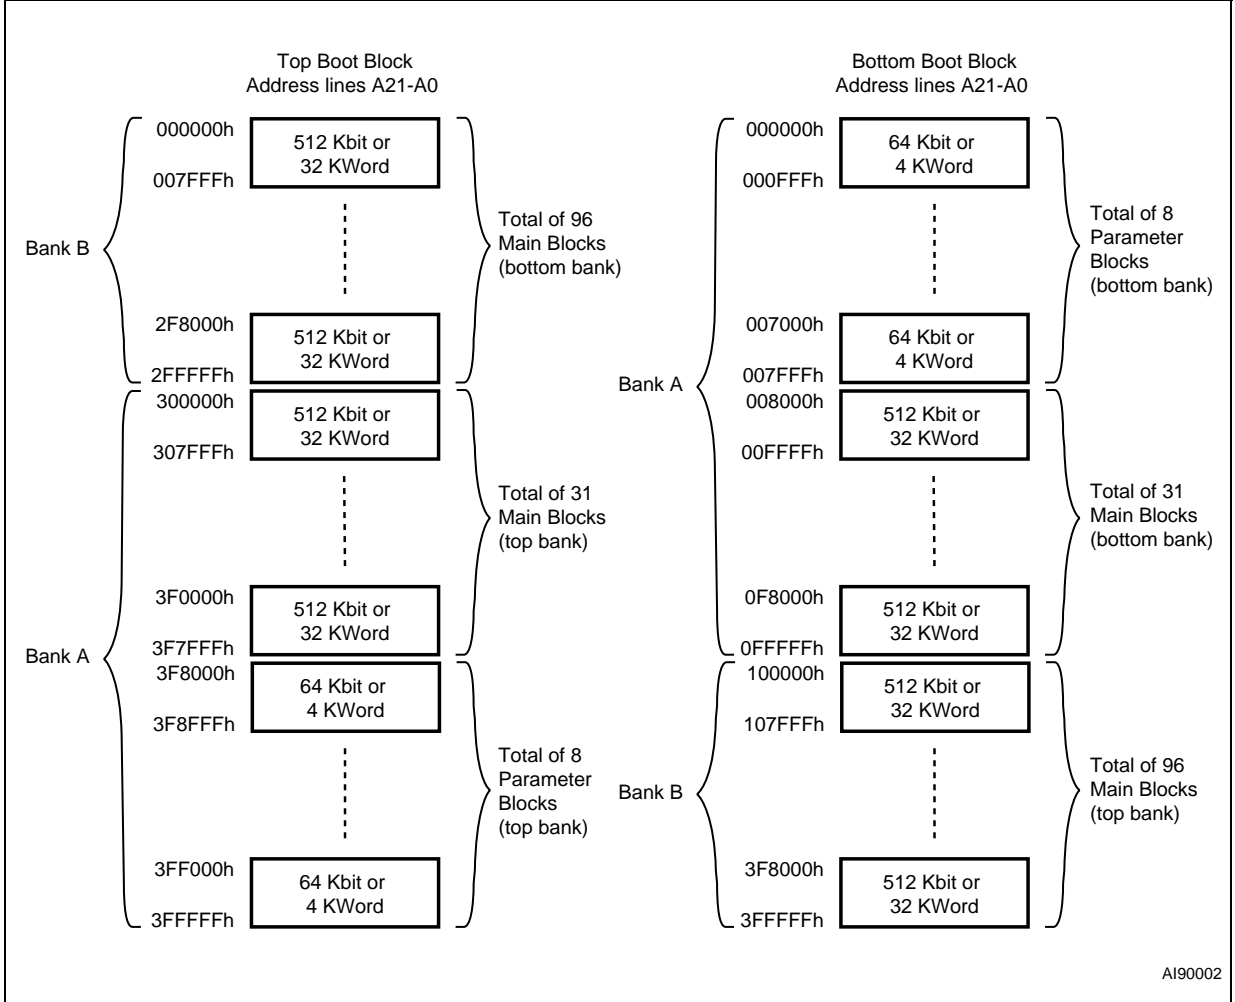 Top Boot Block
Address lines A21-A0
000000h
512 Kbit or
32 KWord
007FFFh
Total of 96
Main Blocks
(bottom bank)
Bank B
2F8000h
512 Kbit or
32 KWord
2FFFFFh
300000h
512 Kbit or
32 KWord
307FFFh
Total of 31
Main Blocks
(top bank)
3F0000h
512 Kbit or
32 KWord
3F7FFFh
Bank A
3F8000h
64 Kbit or
4 KWord
3F8FFFh
Total of 8
Parameter
Blocks
(top bank)
3FF000h
64 Kbit or
4 KWord
3FFFFFh
Bottom Boot Block
Address lines A21-A0
000000h
64 Kbit or
4 KWord
000FFFh
Total of 8
Parameter
Blocks
(bottom bank)
007000h
64 Kbit or
4 KWord
007FFFh
Bank A
008000h
512 Kbit or
32 KWord
00FFFFh
Total of 31
Main Blocks
(bottom bank)
0F8000h
512 Kbit or
32 KWord
0FFFFFh
100000h
512 Kbit or
32 KWord
107FFFh
Total of 96
Main Blocks
(top bank)
Bank B
3F8000h
512 Kbit or
32 KWord
3FFFFFh
AI90002